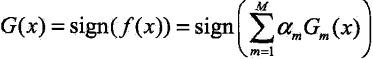 G(x) = sign(f(x)) = sign(∑_{m=1}^{M} α_m G_m(x))